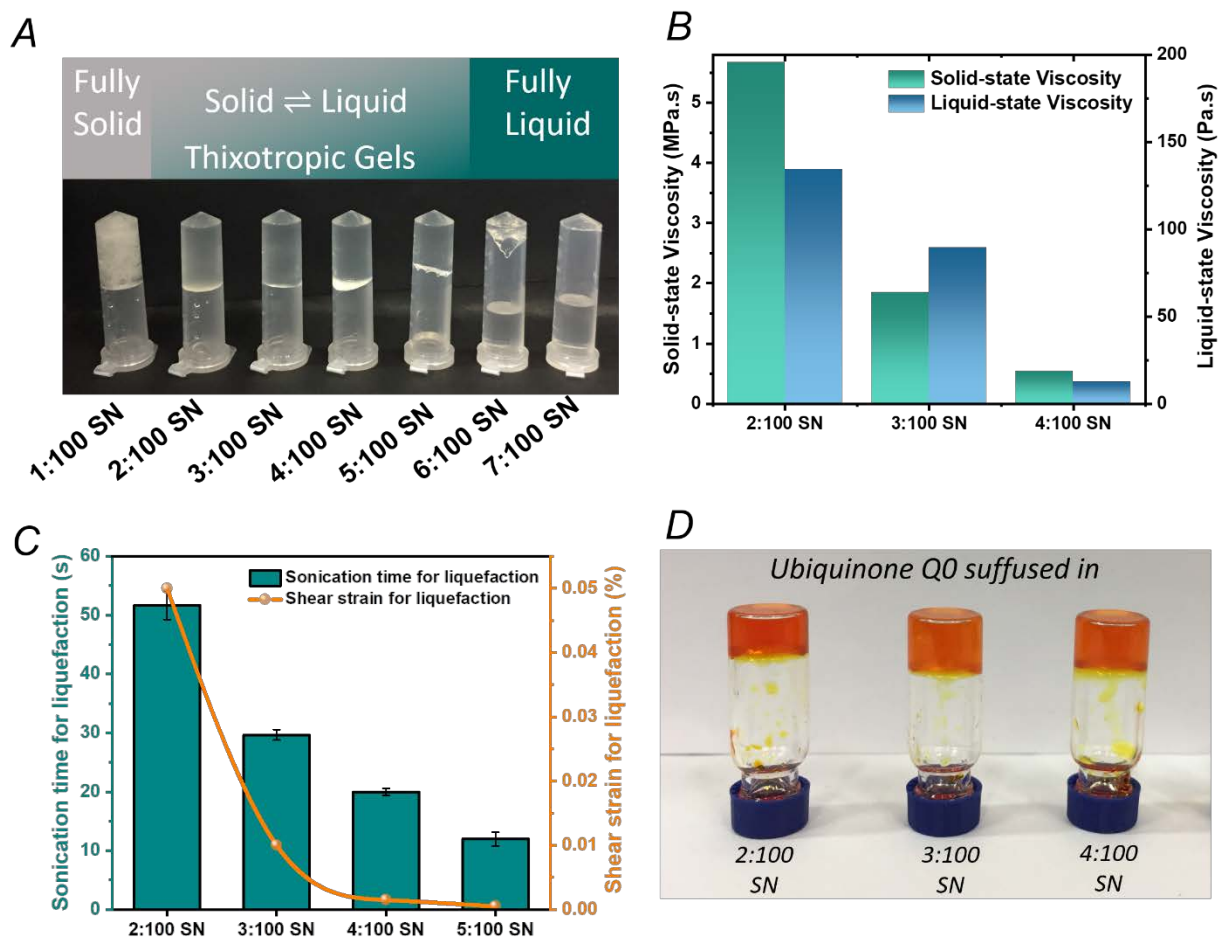 A
Fully
Solid
Solid ⇌ Liquid
Thixotropic Gels
Fully
Liquid
1:100 SN
2:100 SN
3:100 SN
4:100 SN
5:100 SN
6:100 SN
7:100 SN
B
Solid-state Viscosity (MPa.s)
5
4
3
2
1
0
Solid-state Viscosity
Liquid-state Viscosity
200
150
100
50
0
Liquid-state Viscosity (Pa.s)
2:100 SN
3:100 SN
4:100 SN
C
Sonication time for liquefaction (s)
60
50
40
30
20
10
0
Sonication time for liquefaction
Shear strain for liquefaction
0.05
0.04
0.03
0.02
0.01
0.00
Shear strain for liquefaction (%)
2:100 SN
3:100 SN
4:100 SN
5:100 SN
D
Ubiquinone Q0 suffused in
2:100
SN
3:100
SN
4:100
SN